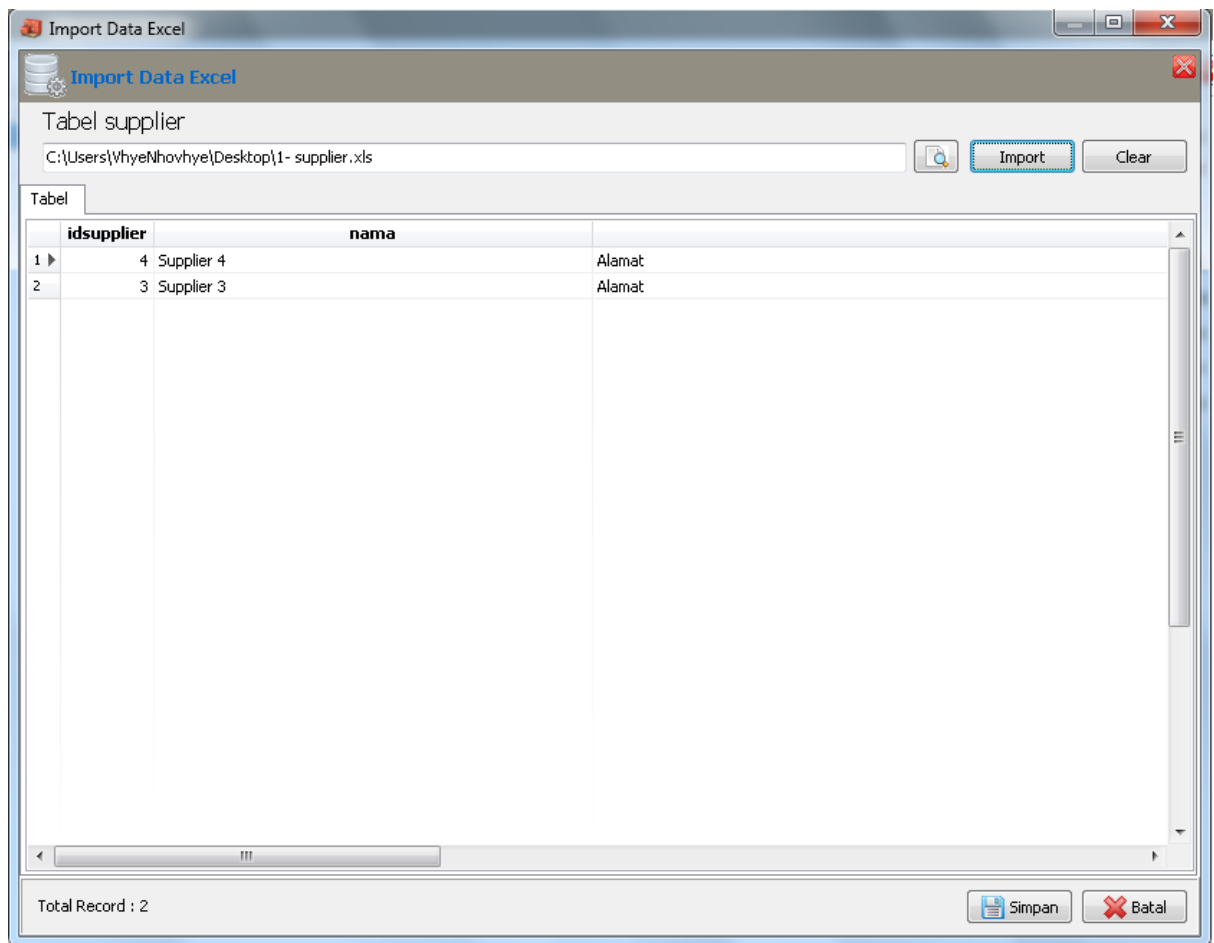 Import Data Excel
Import Data Excel
Tabel supplier
C:\Users\VhyeNhovhye\Desktop\1- supplier.xls Import Clear
Tabel
idsupplier nama
1 4 Supplier 4 Alamat
2 3 Supplier 3 Alamat
Total Record : 2 Simpan Batal